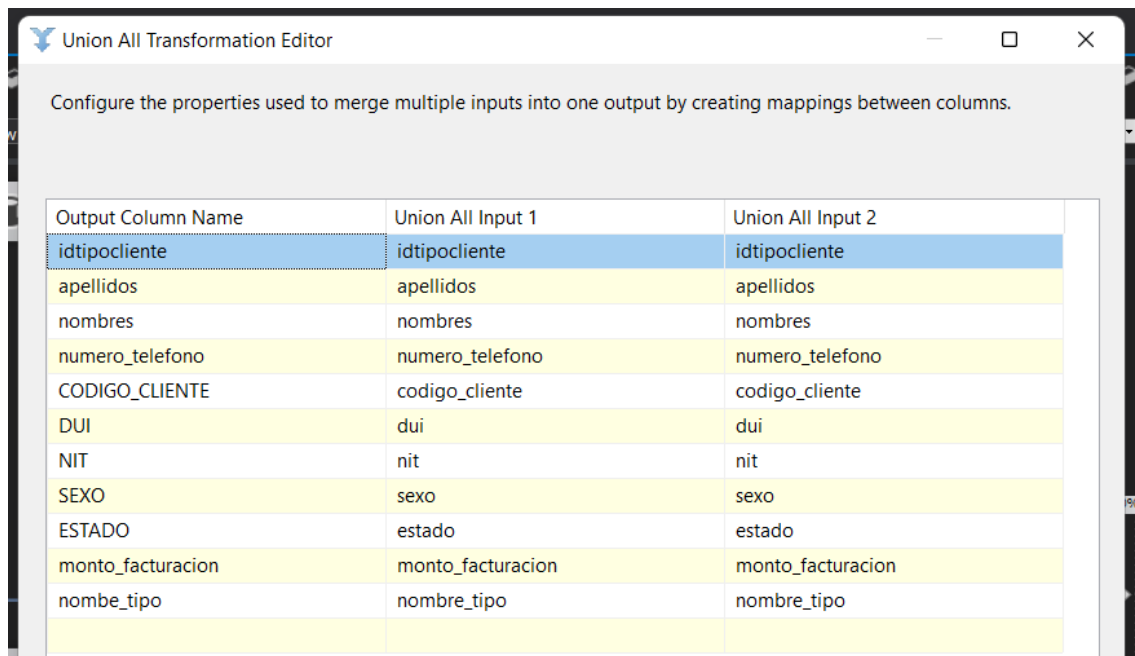 Union All Transformation Editor
Configure the properties used to merge multiple inputs into one output by creating mappings between columns.
Output Column Name Union All Input 1 Union All Input 2
idtipocliente idtipocliente idtipocliente
apellidos apellidos apellidos
nombres nombres nombres
numero_telefono numero_telefono numero_telefono
CODIGO_CLIENTE codigo_cliente codigo_cliente
DUI dui dui
NIT nit nit
SEXO sexo sexo
ESTADO estado estado
monto_facturacion monto_facturacion monto_facturacion
nombe_tipo nombre_tipo nombre_tipo